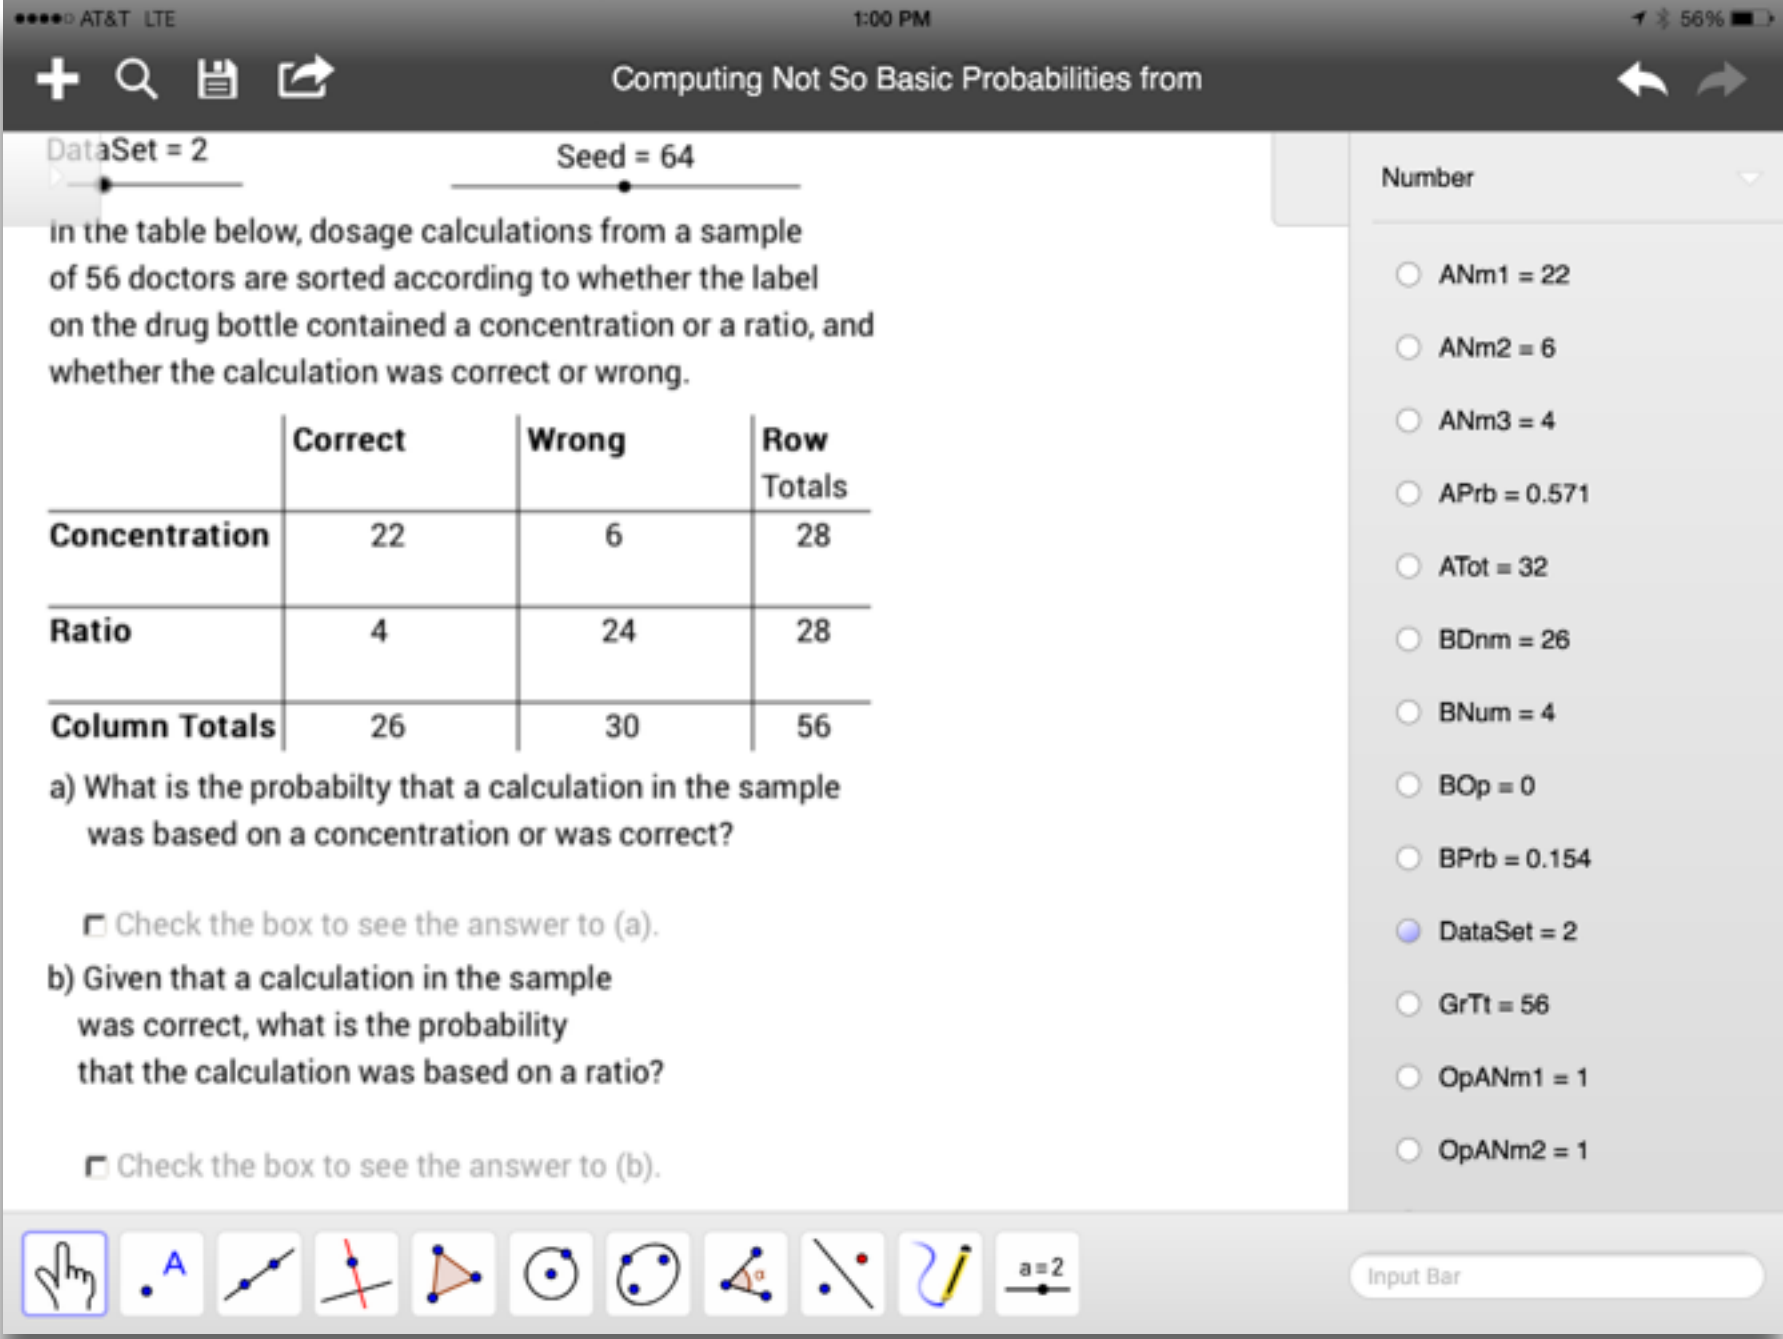 AT&T LTE 1:00 PM 56%
Computing Not So Basic Probabilities from
DataSet = 2
Seed = 64
In the table below, dosage calculations from a sample
of 56 doctors are sorted according to whether the label
on the drug bottle contained a concentration or a ratio, and
whether the calculation was correct or wrong.
Correct Wrong Row
Totals
Concentration 22 6 28
Ratio 4 24 28
Column Totals 26 30 56
a) What is the probabilty that a calculation in the sample
was based on a concentration or was correct?
Check the box to see the answer to (a).
b) Given that a calculation in the sample
was correct, what is the probability
that the calculation was based on a ratio?
Check the box to see the answer to (b).
Number
ANm1 = 22
ANm2 = 6
ANm3 = 4
APrb = 0.571
ATot = 32
BDnm = 26
BNum = 4
BOp = 0
BPrb = 0.154
DataSet = 2
GrTt = 56
OpANm1 = 1
OpANm2 = 1
A
α
a = 2
Input Bar